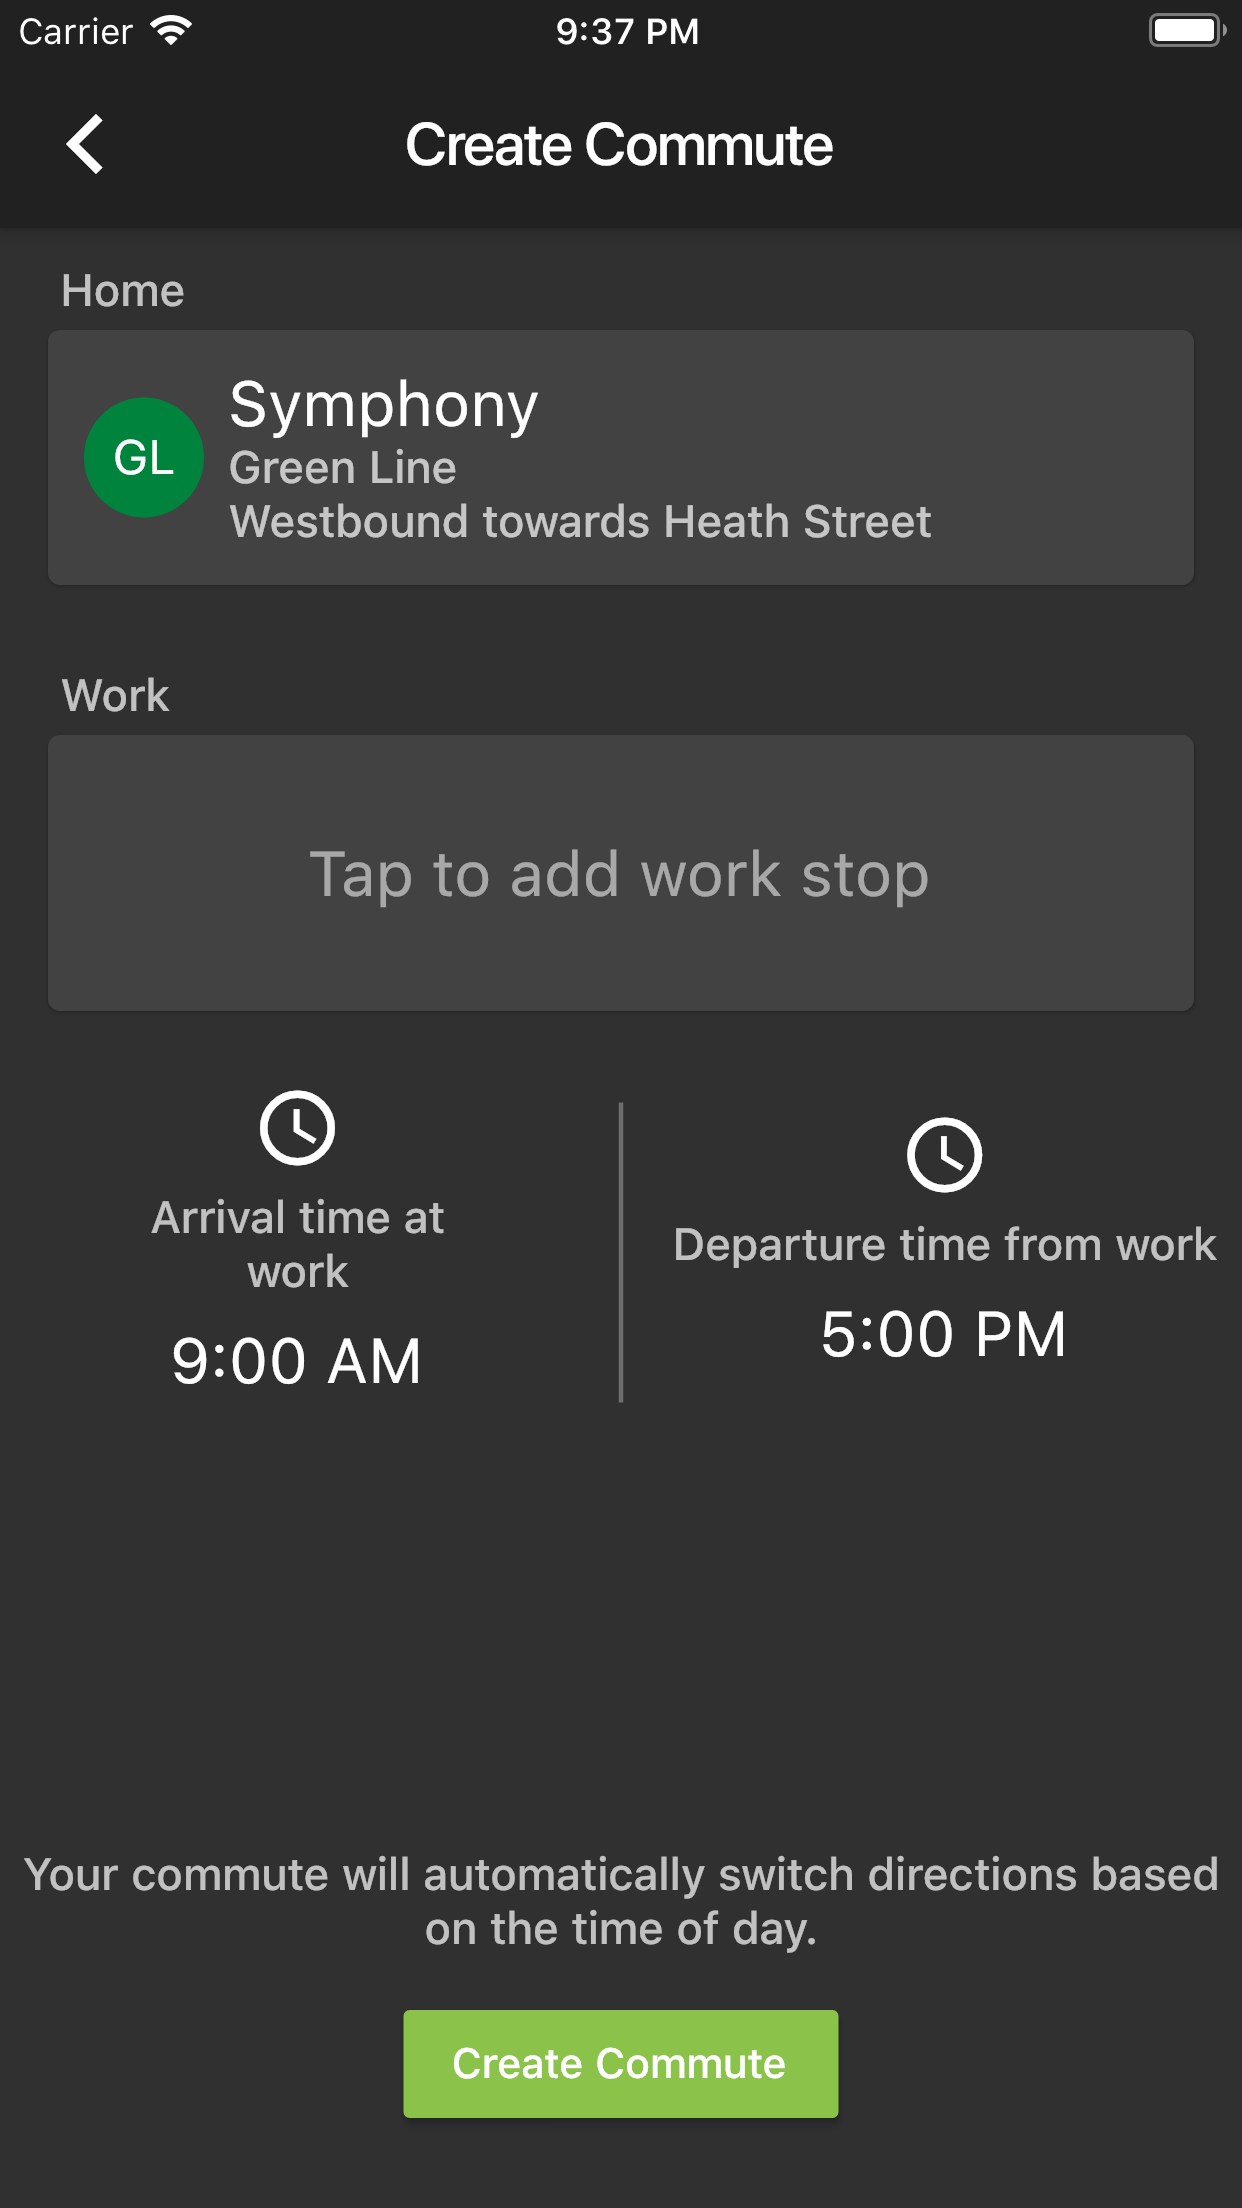 Carrier 9:37 PM
Create Commute
Home
GL
Symphony
Green Line
Westbound towards Heath Street
Work
Tap to add work stop
Arrival time at
work
9:00 AM
Departure time from work
5:00 PM
Your commute will automatically switch directions based
on the time of day.
Create Commute